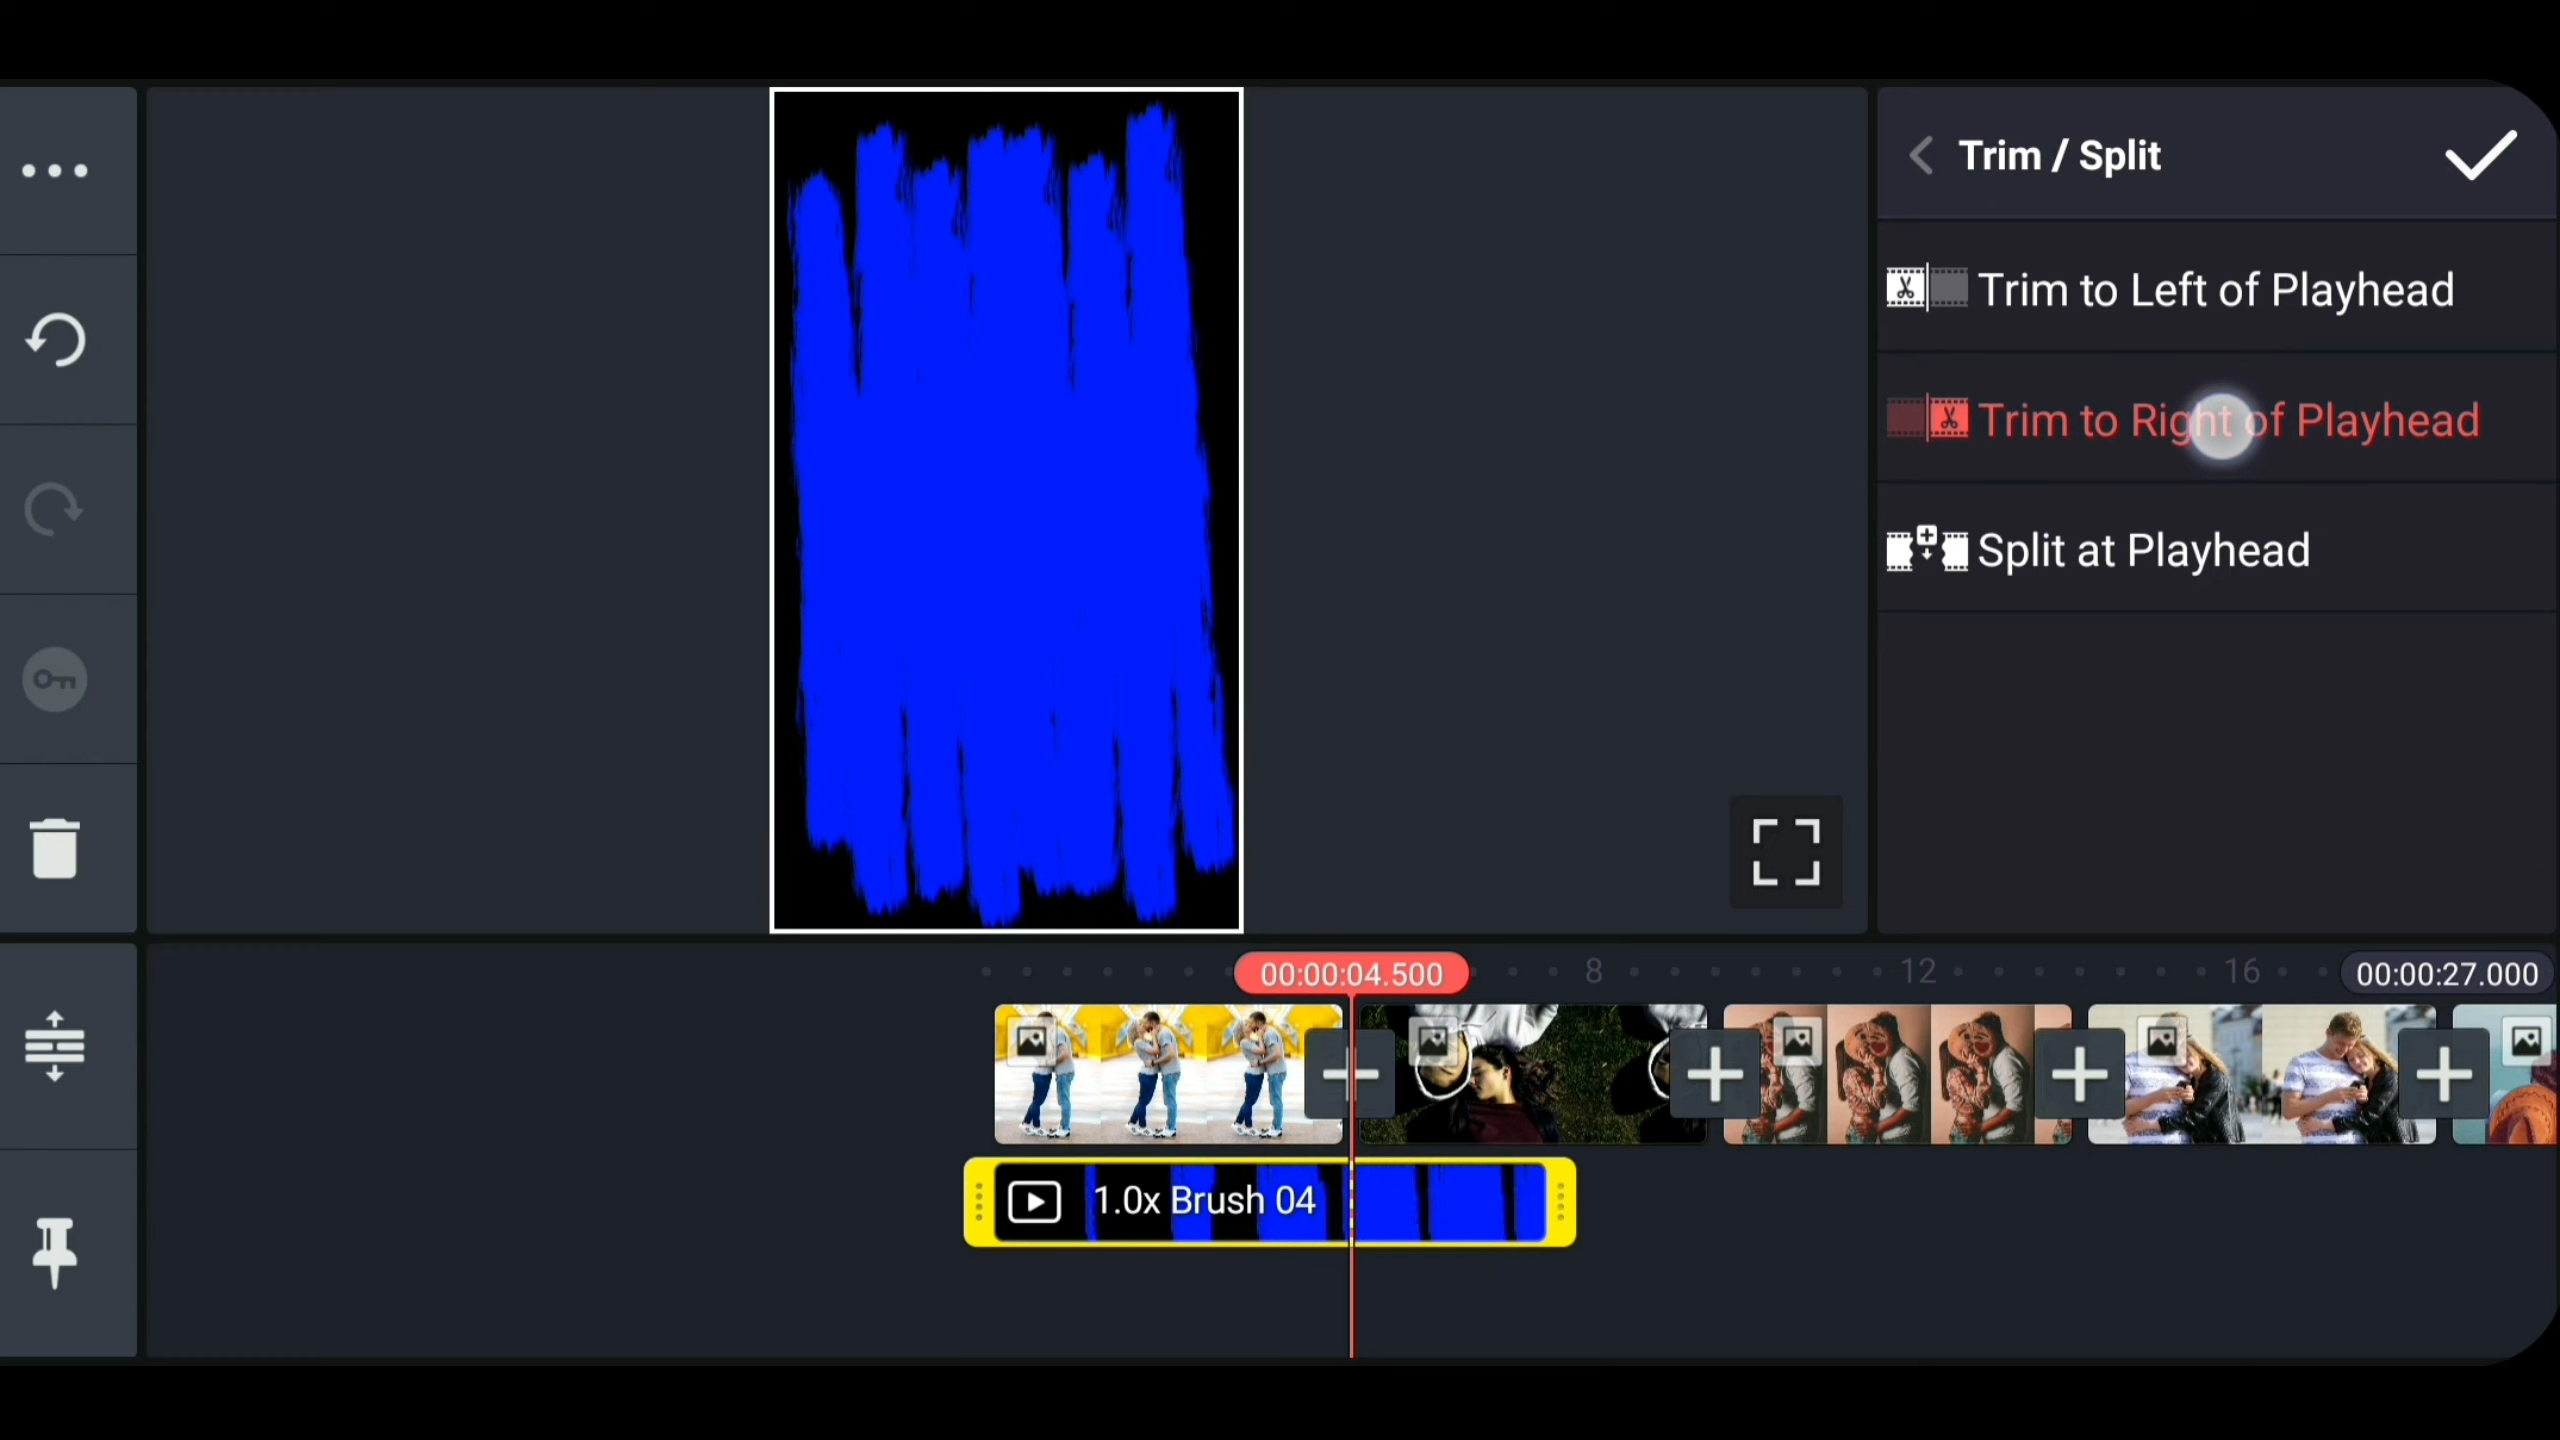 Trim / Split
Trim to Left of Playhead
Trim to Right of Playhead
Split at Playhead
00:00:04.500
8
12
16
00:00:27.000
1.0x Brush 04